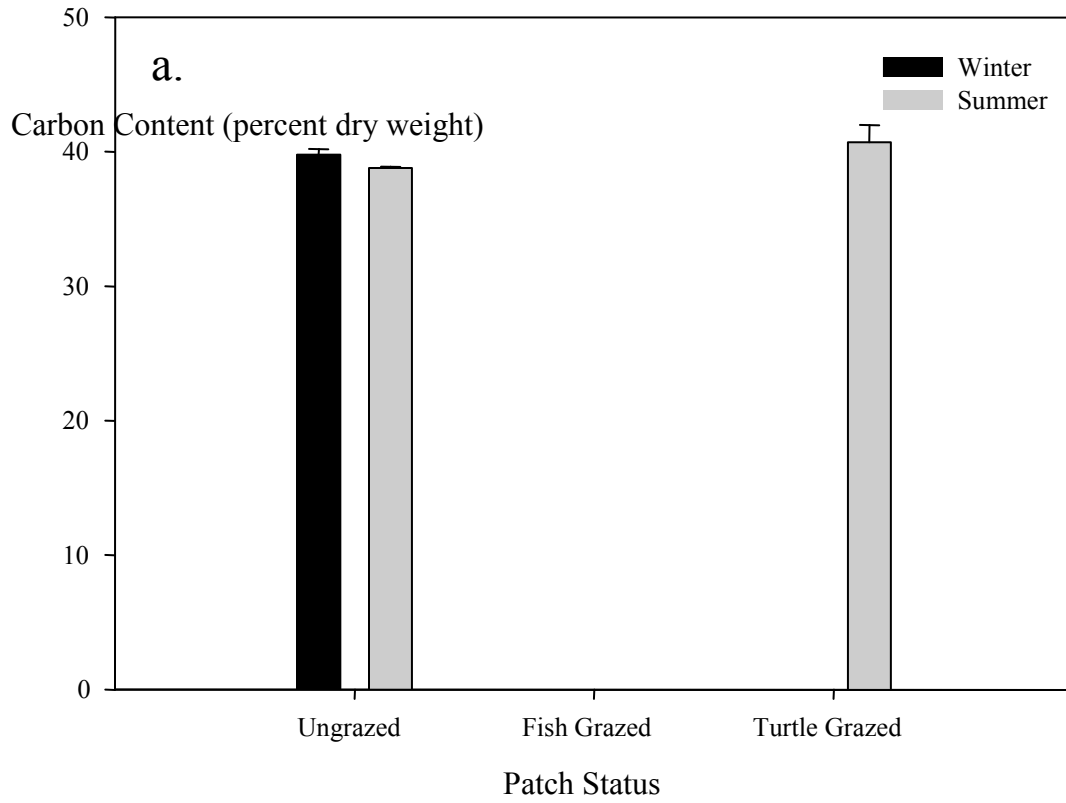 50
a.
Winter
Summer
Carbon Content (percent dry weight)
40
30
20
10
0
Ungrazed Fish Grazed Turtle Grazed
Patch Status